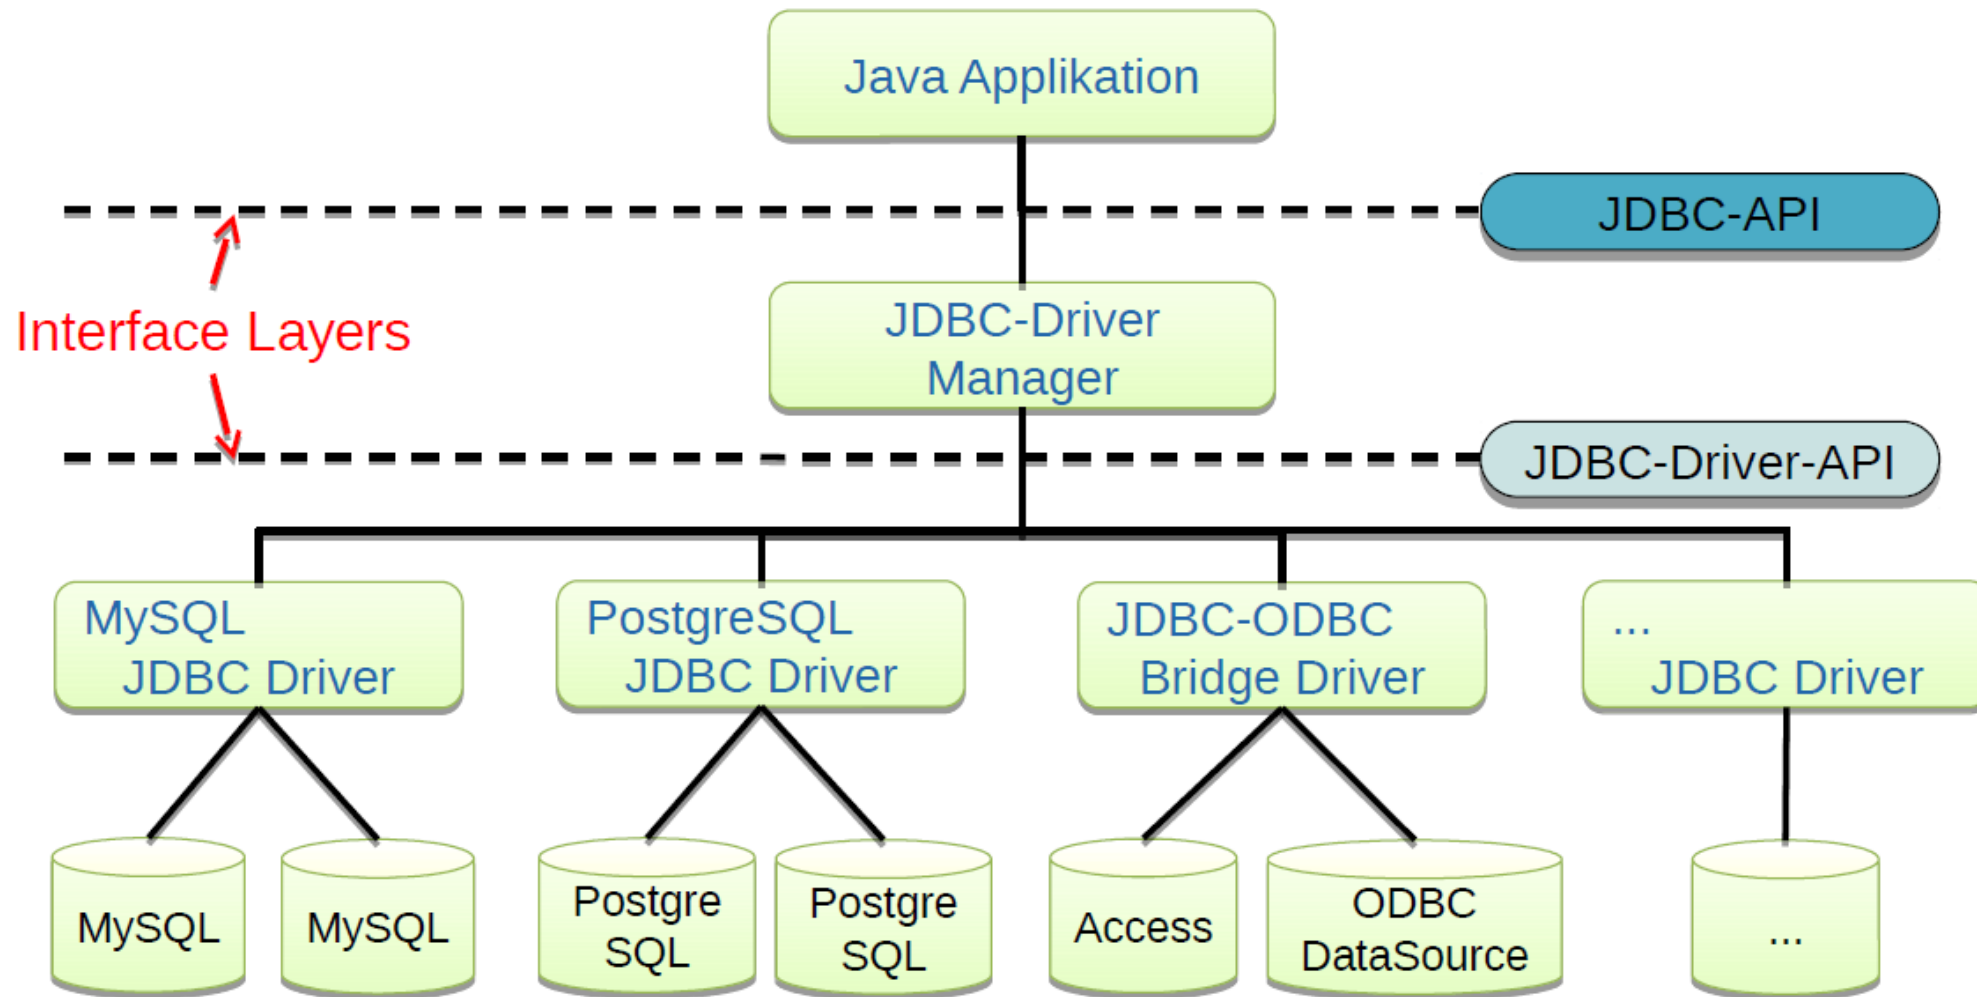 Java Applikation
JDBC-API
Interface Layers
JDBC-Driver
Manager
JDBC-Driver-API
MySQL
JDBC Driver
PostgreSQL
JDBC Driver
JDBC-ODBC
Bridge Driver
...
JDBC Driver
MySQL
MySQL
Postgre
SQL
Postgre
SQL
Access
ODBC
DataSource
...